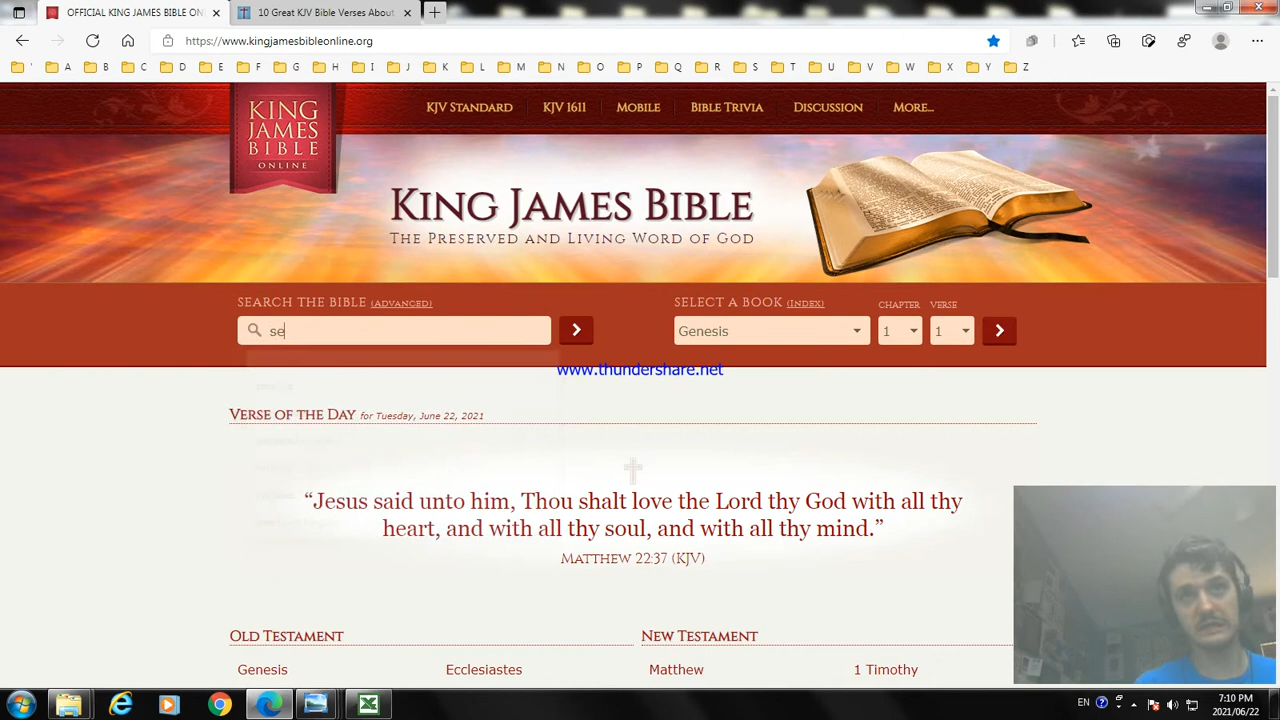 OFFICIAL KING JAMES BIBLE ON
10 Great KJV Bible Verses About
https://www.kingjamesbibleonline.org
' A B C D E F G H I J K L M N O P Q R S T U V W X Y Z
KING JAMES BIBLE ONLINE
KJV STANDARD KJV 1611 MOBILE BIBLE TRIVIA DISCUSSION MORE...
KING JAMES BIBLE
THE PRESERVED AND LIVING WORD OF GOD
SEARCH THE BIBLE (ADVANCED)
SELECT A BOOK (INDEX) CHAPTER VERSE
se
Genesis 1 1
www.thundershare.net
VERSE OF THE DAY for Tuesday, June 22, 2021
“Jesus said unto him, Thou shalt love the Lord thy God with all thy
heart, and with all thy soul, and with all thy mind.”
MATTHEW 22:37 (KJV)
OLD TESTAMENT NEW TESTAMENT
Genesis Ecclesiastes Matthew 1 Timothy
EN 7:10 PM
2021/06/22